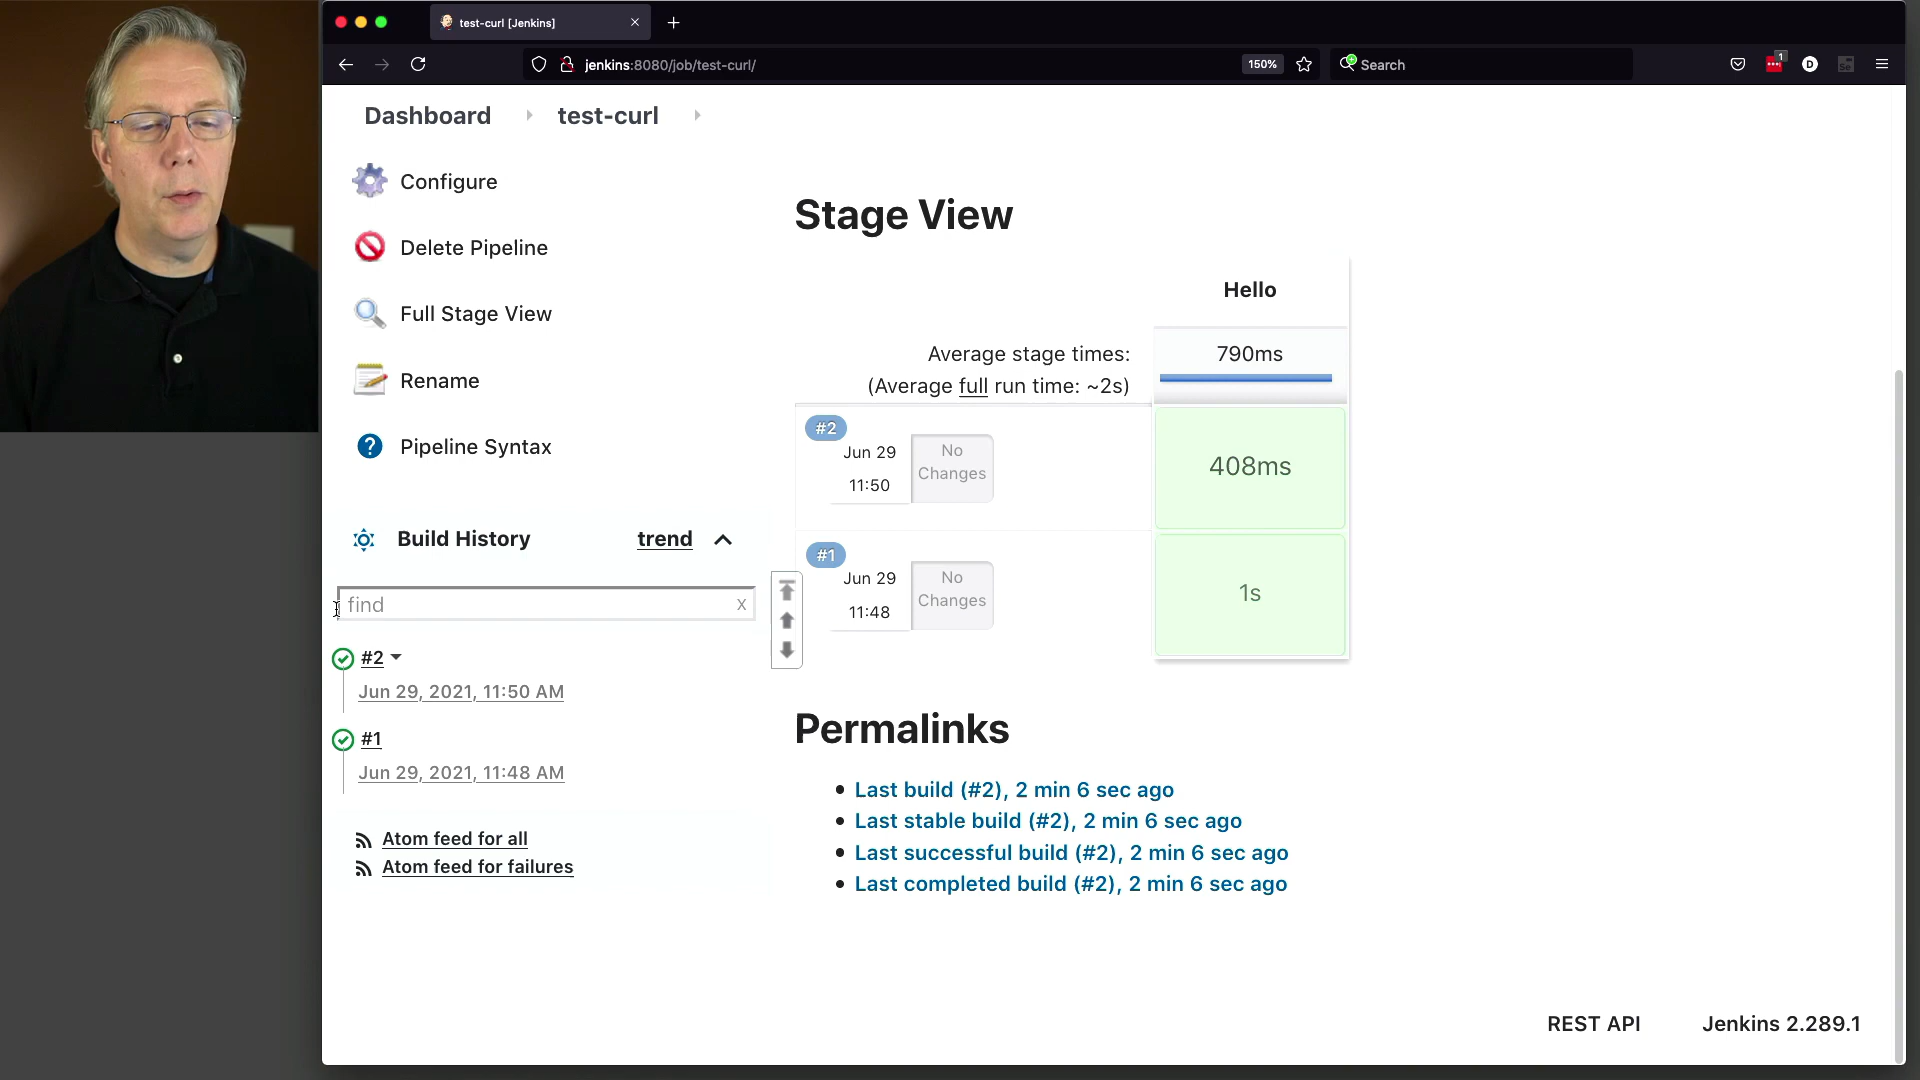 test-curl [Jenkins]
jenkins:8080/job/test-curl/
150%
Search
1
D
Dashboard
test-curl
Configure
Delete Pipeline
Full Stage View
Rename
Pipeline Syntax
Build History
trend
find
x
#2
Jun 29, 2021, 11:50 AM
#1
Jun 29, 2021, 11:48 AM
Atom feed for all
Atom feed for failures
Stage View
Hello
Average stage times:
790ms
(Average full run time: ~2s)
#2
Jun 29
11:50
No
Changes
408ms
#1
Jun 29
11:48
No
Changes
1s
Permalinks
Last build (#2), 2 min 6 sec ago
Last stable build (#2), 2 min 6 sec ago
Last successful build (#2), 2 min 6 sec ago
Last completed build (#2), 2 min 6 sec ago
REST API
Jenkins 2.289.1